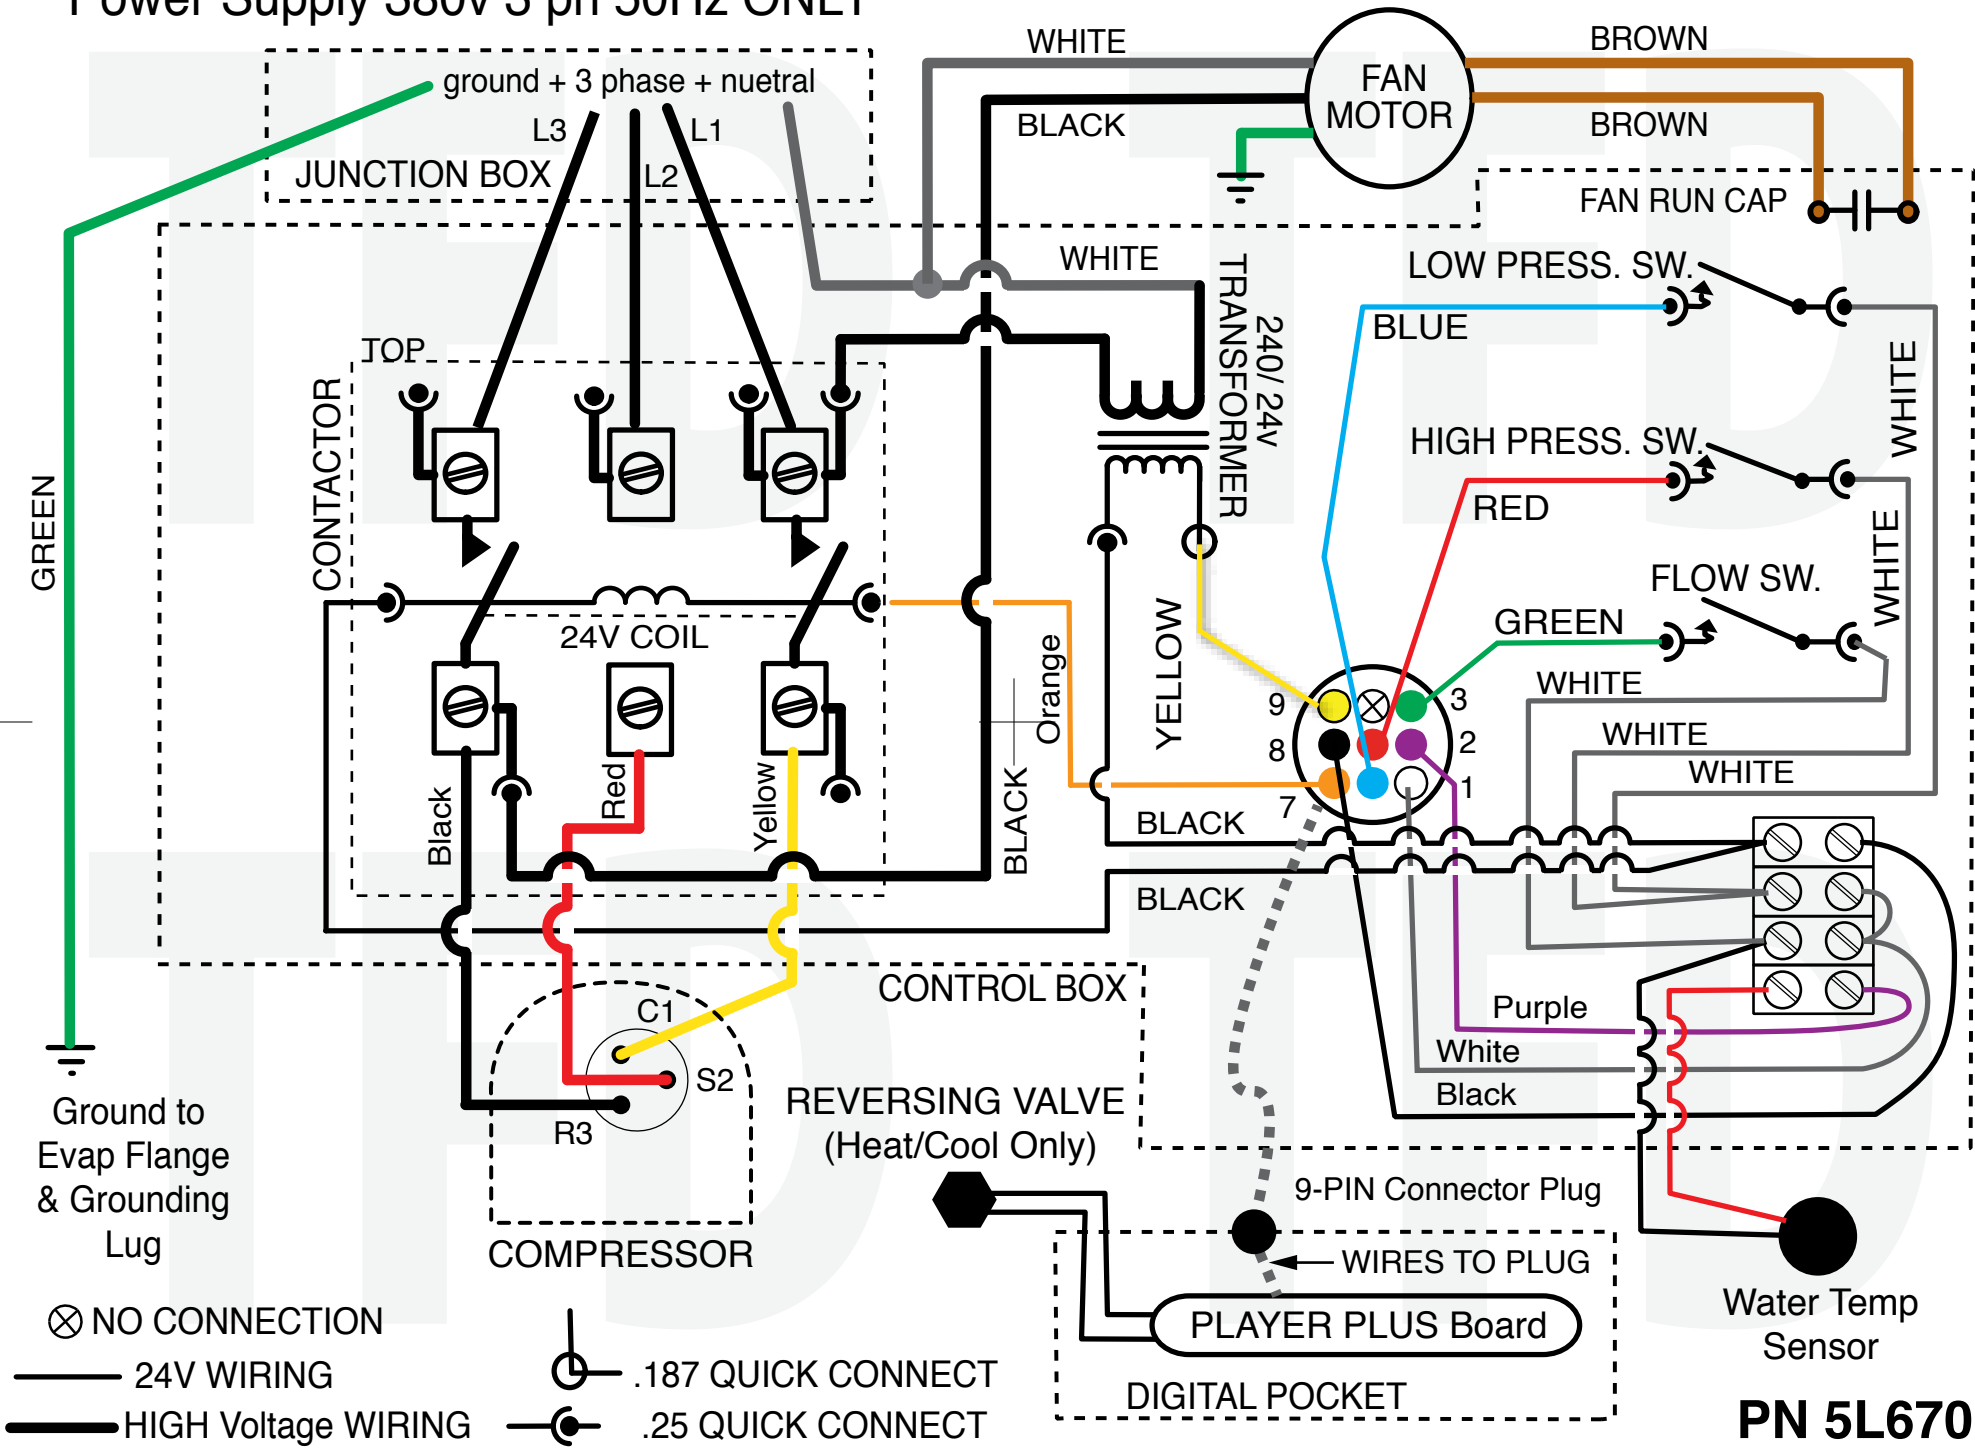 Power Supply 380v 3 ph 50Hz ONLY
ground + 3 phase + nuetral
L3
L1
L2
JUNCTION BOX
WHITE
BLACK
FAN
MOTOR
BROWN
BROWN
FAN RUN CAP
WHITE
240/ 24v
TRANSFORMER
LOW PRESS. SW.
BLUE
WHITE
HIGH PRESS. SW.
RED
WHITE
FLOW SW.
GREEN
TOP
CONTACTOR
GREEN
24V COIL
Orange
YELLOW
9
8
7
3
2
1
WHITE
WHITE
WHITE
Black
Red
Yellow
BLACK
BLACK
BLACK
CONTROL BOX
C1
S2
R3
COMPRESSOR
Purple
White
Black
Ground to
Evap Flange
& Grounding
Lug
REVERSING VALVE
(Heat/Cool Only)
9-PIN Connector Plug
WIRES TO PLUG
PLAYER PLUS Board
DIGITAL POCKET
Water Temp
Sensor
NO CONNECTION
24V WIRING
HIGH Voltage WIRING
.187 QUICK CONNECT
.25 QUICK CONNECT
PN 5L670
TFD
TFD
TFD
TFD